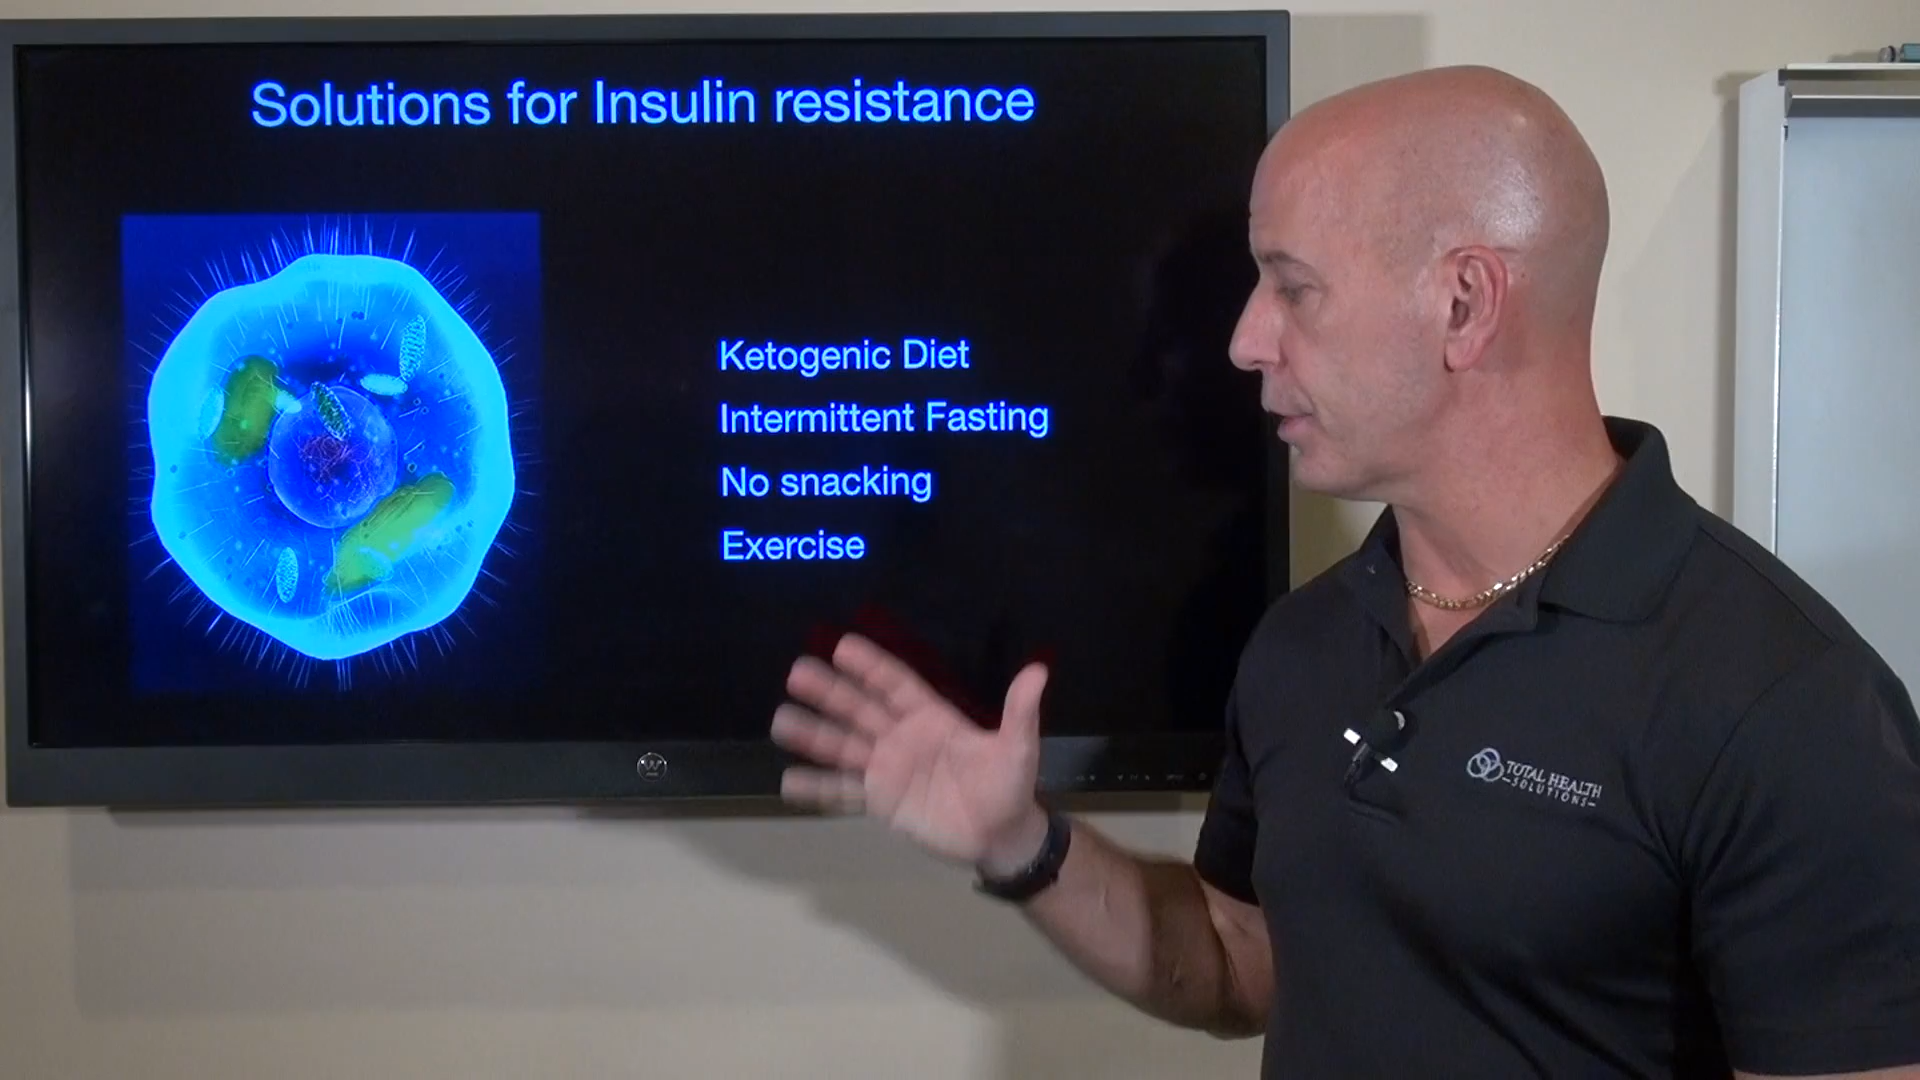 Solutions for Insulin resistance
Ketogenic Diet
Intermittent Fasting
No snacking
Exercise
W
TOTAL HEALTH
-SOLUTIONS-